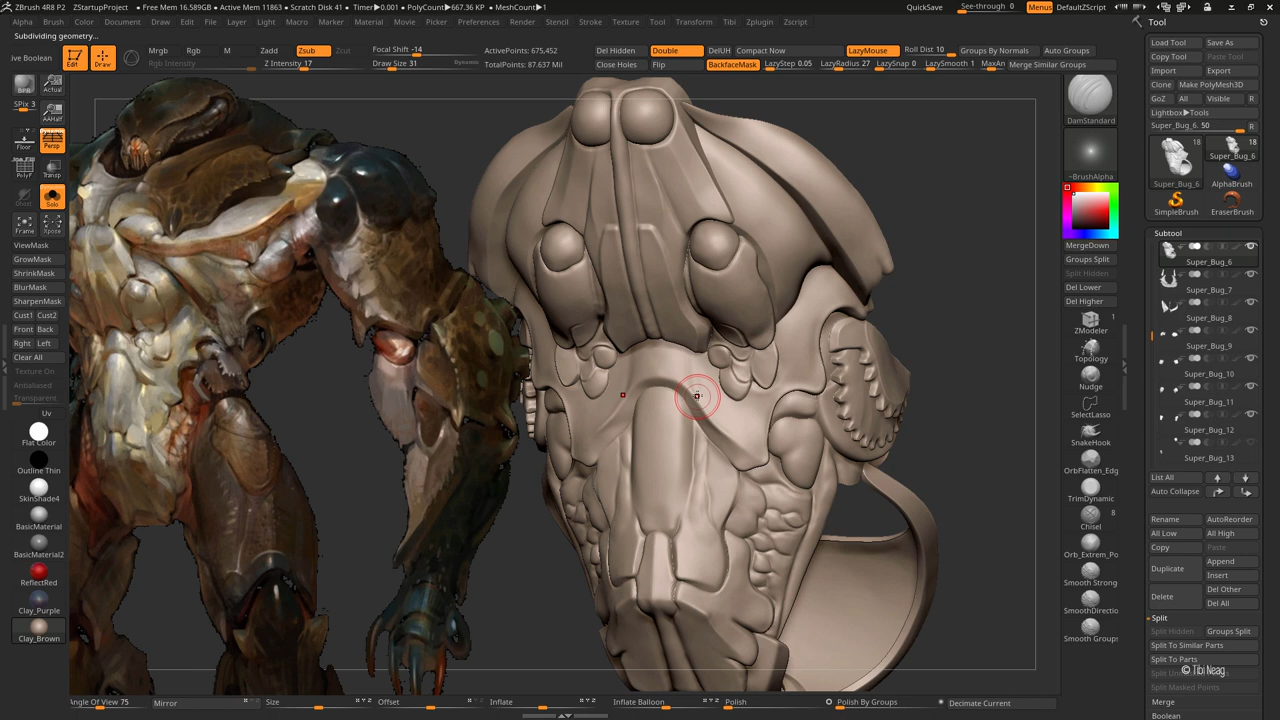 ZBrush 4R8 P2 ZStartupProject • Free Mem 16.589GB • Active Mem 11863 • Scratch Disk 41 • Timer▶0.001 • PolyCount▶667.36 KP • MeshCount▶1 QuickSave See-through 0 Menus DefaultZScript
Alpha Brush Color Document Draw Edit File Layer Light Macro Marker Material Movie Picker Preferences Render Stencil Stroke Texture Tool Transform Tibi Zplugin Zscript
Subdividing geometry...
ive Boolean Edit Draw Mrgb Rgb M Zadd Zsub Zcut Focal Shift -14 ActivePoints: 675,452 Del Hidden Double DelUH Compact Now LazyMouse Roll Dist 10 Groups By Normals Auto Groups
Rgb Intensity Z Intensity 17 Draw Size 31 Dynamic TotalPoints: 87.637 Mil Close Holes Flip BackfaceMask LazyStep 0.05 LazyRadius 27 LazySnap 0 LazySmooth 1 MaxAn Merge Similar Groups
BPR Actual
SPix 3 AAHalf
Floor Dynamic Persp
PolyF Transp
Ghost Solo
Frame Xpose
ViewMask
GrowMask
ShrinkMask
BlurMask
SharpenMask
Cust1 Cust2
Front Back
Rght Left
Clear All
Texture On
Antialiased
Transparent
Uv
Flat Color
Outline Thin
SkinShade4
BasicMaterial
BasicMaterial2
ReflectRed
Clay_Purple
Clay_Brown
DamStandard
~BrushAlpha
MergeDown
Groups Split
Split Hidden
Del Lower
Del Higher
1
ZModeler
Topology
Nudge
SelectLasso
SnakeHook
OrbFlatten_Edg
TrimDynamic
8
Chisel
Orb_Extrem_Po
Smooth Strong
SmoothDirectio
Smooth Groups
Tool
Load Tool Save As
Copy Tool Paste Tool
Import Export
Clone Make PolyMesh3D
GoZ All Visible R
Lightbox▶Tools
Super_Bug_6. 50 R
18 18
Super_Bug_6
Super_Bug_6 AlphaBrush
SimpleBrush EraserBrush
Subtool
Super_Bug_6
Super_Bug_7
Super_Bug_8
Super_Bug_9
Super_Bug_10
Super_Bug_11
Super_Bug_12
Super_Bug_13
List All
Auto Collapse
Rename AutoReorder
All Low All High
Copy Paste
Duplicate Append
Insert
Delete Del Other
Del All
Split
Split Hidden Groups Split
Split To Similar Parts
Split To Parts
© Tibi Neag
Split Masked Points
Merge
Boolean
Angle Of View 75 Mirror Size Offset Inflate Inflate Balloon Polish Polish By Groups Decimate Current